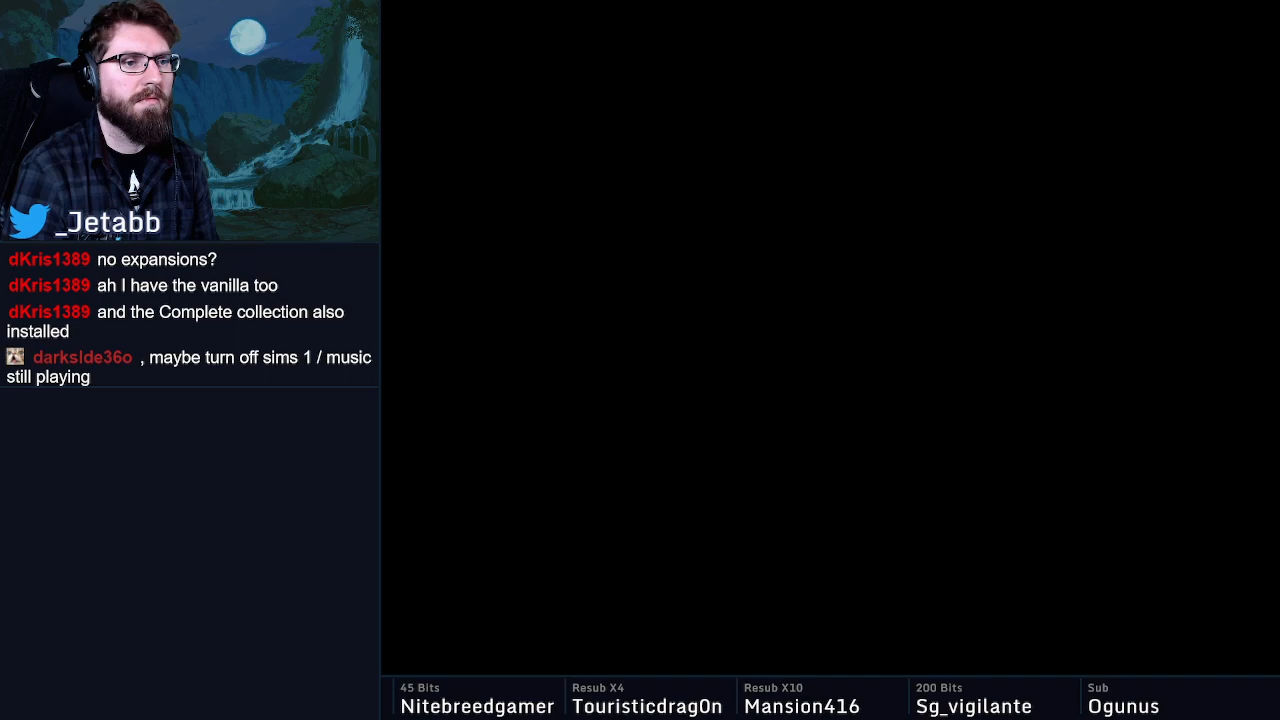 _Jetabb
dKris1389 no expansions?
dKris1389 ah I have the vanilla too
dKris1389 and the Complete collection also
installed
darksIde36o , maybe turn off sims 1 / music
still playing
45 Bits
Nitebreedgamer
Resub X4
Touristicdrag0n
Resub X10
Mansion416
200 Bits
Sg_vigilante
Sub
Ogunus